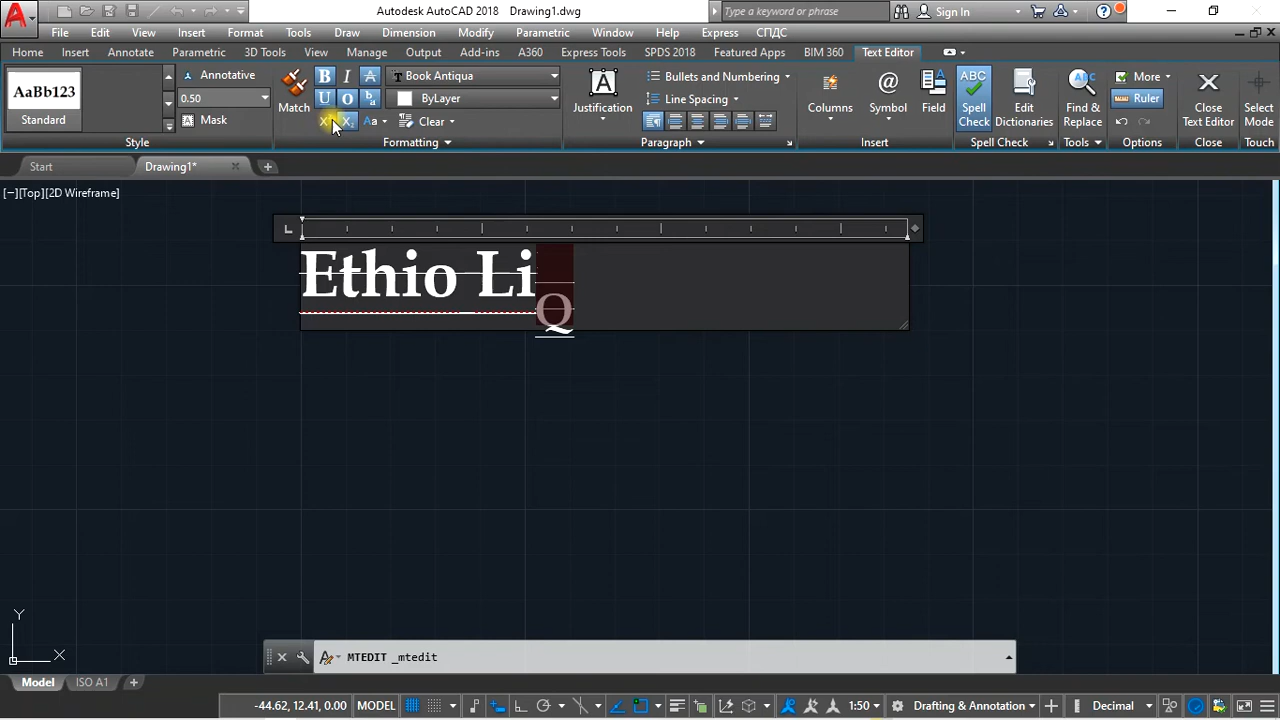 Autodesk AutoCAD 2018 Drawing1.dwg
Type a keyword or phrase
Sign In
File Edit View Insert Format Tools Draw Dimension Modify Parametric Window Help Express СПДС
Home Insert Annotate Parametric 3D Tools View Manage Output Add-ins A360 Express Tools SPDS 2018 Featured Apps BIM 360 Text Editor
AaBb123
Standard
Annotative
0.50
Mask
Style
Match
B I A
U O b/a
X² X₂ Aa
Book Antiqua
ByLayer
Clear
Formatting
A
Justification
Bullets and Numbering
Line Spacing
Paragraph
Columns
@
Symbol
Field
Insert
ABC
Spell
Check
Edit
Dictionaries
Spell Check
Find &
Replace
Tools
More
Ruler
Options
Close
Text Editor
Close
Select
Mode
Touch
Start
Drawing1*
[−][Top][2D Wireframe]
Ethio Li
Q
Y
X
MTEDIT _mtedit
Model
ISO A1
-44.62, 12.41, 0.00
MODEL
1:50
Drafting & Annotation
Decimal